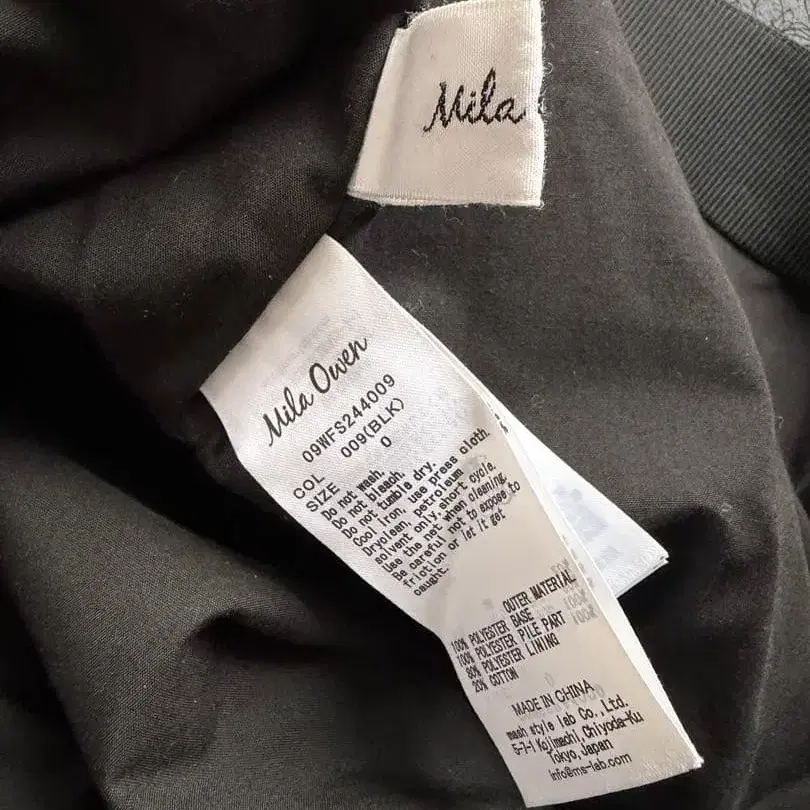 Mila
Mila Owen
09WFS244009
COL 009(BLK)
SIZE 0
Do not wash.
Do not bleach.
Do not tumble dry.
Cool iron, use press cloth.
Dryclean, petroleum
solvent only, short cycle.
Use the net when cleaning.
Be careful not to expose to
friction or let it get
caught.
OUTER MATERIAL
100% POLYESTER BASE
100% POLYESTER PILE PART
80% POLYESTER LINING
20% COTTON
MADE IN CHINA
mash style lab Co. Ltd.
5-7-1 Kojimachi, Chiyoda-Ku
Tokyo, Japan
info@ms-lab.com